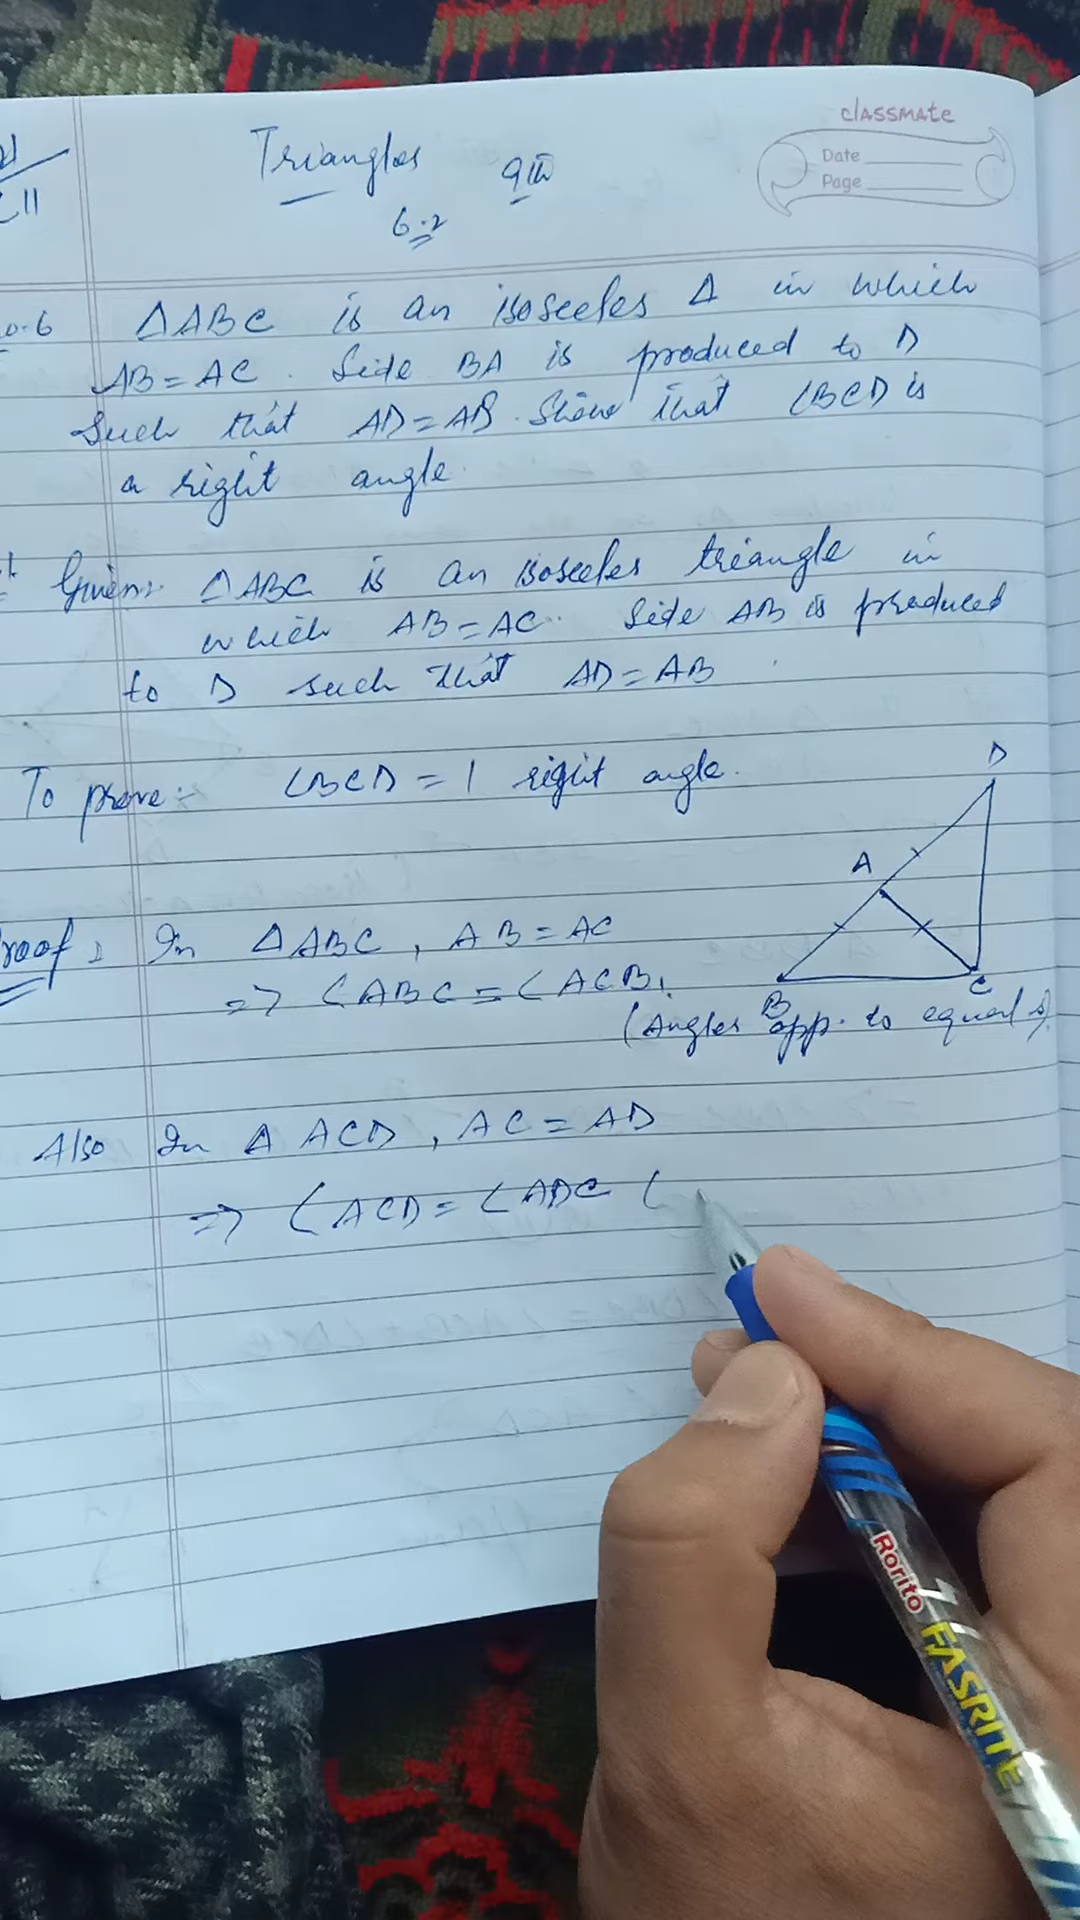 classmate
Date
Page
Triangles 9th
6.2
ΔABC is an isosceles Δ in which
AB = AC. Side BA is produced to D
Such that AD = AB. Show that ∠BCD is
a right angle.
Given:- ΔABC is an isosceles triangle in
which AB = AC. Side AB is produced
to D such that AD = AB
To prove:- ∠BCD = 1 right angle.
D
A
Proof, In ΔABC, AB = AC
=> ∠ABC = ∠ACB,
B C
(Angles opp. to equal s).
Also In Δ ACD, AC = AD
=> ∠ACD = ∠ADC (
Rorito
FASRITE